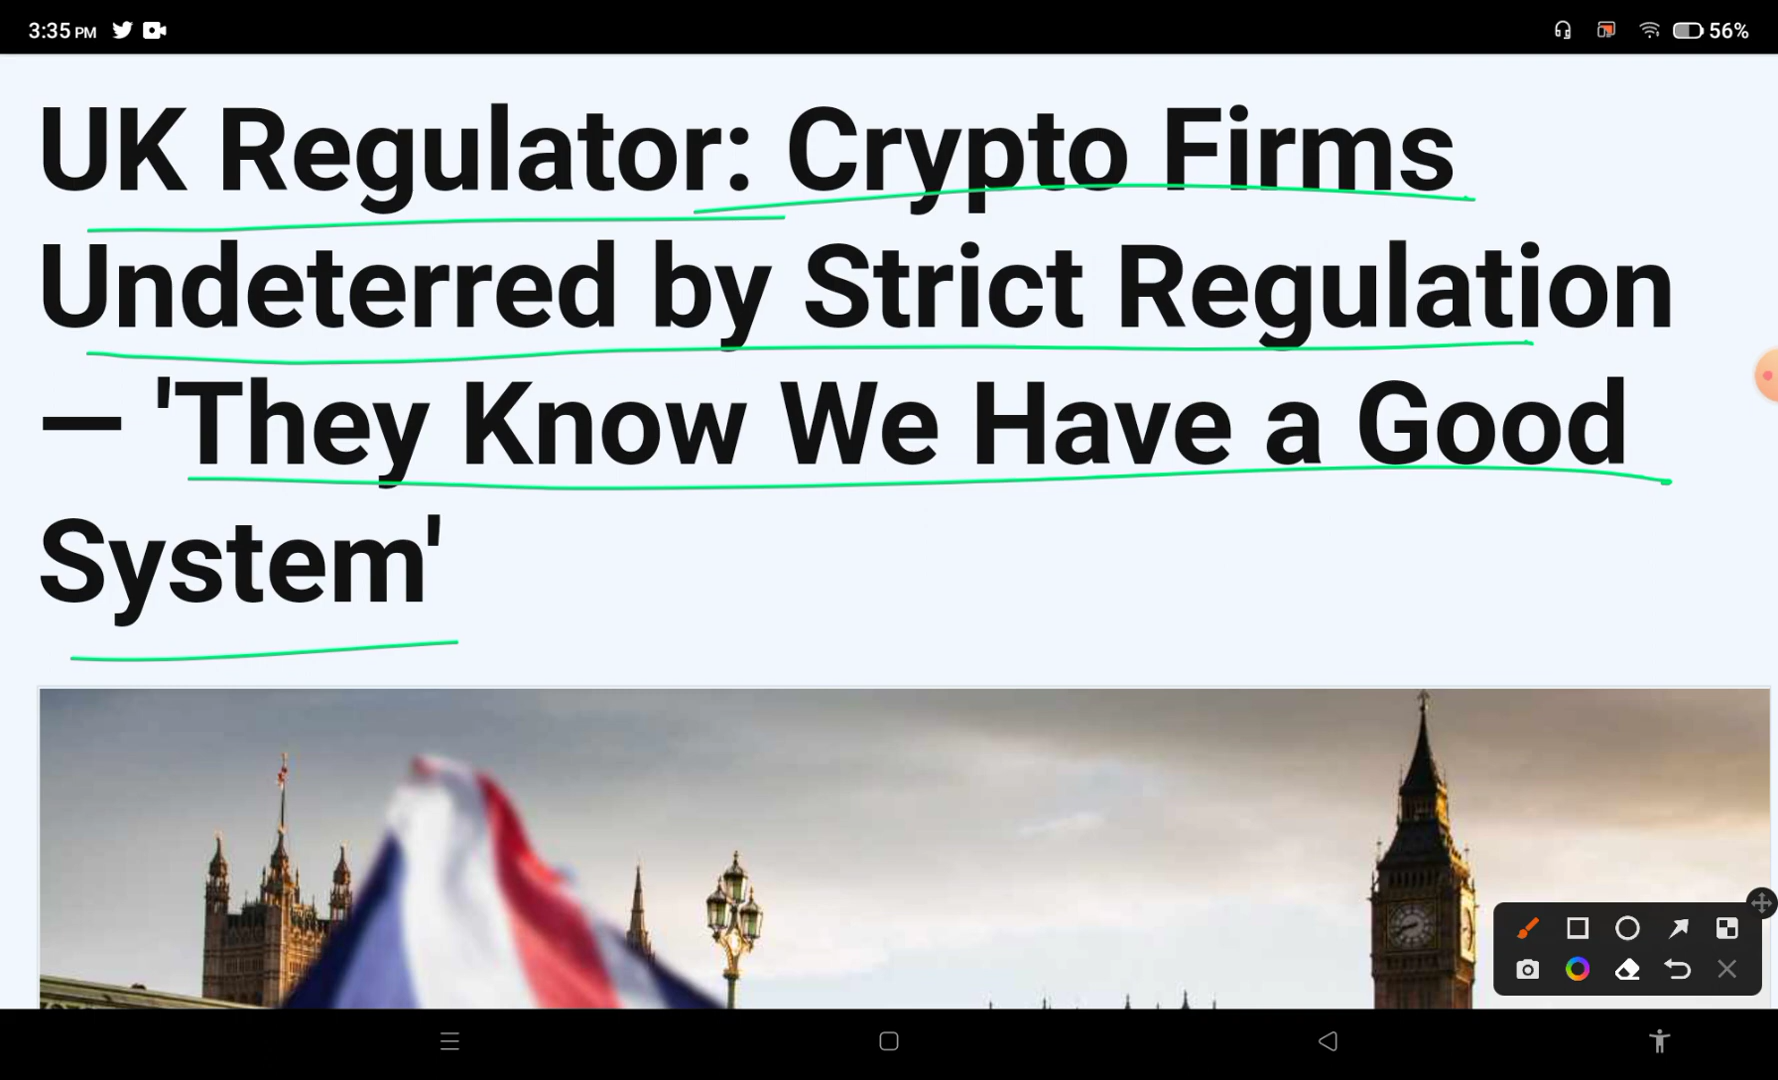 3:35 PM
56%
UK Regulator: Crypto Firms
Undeterred by Strict Regulation
— 'They Know We Have a Good
System'